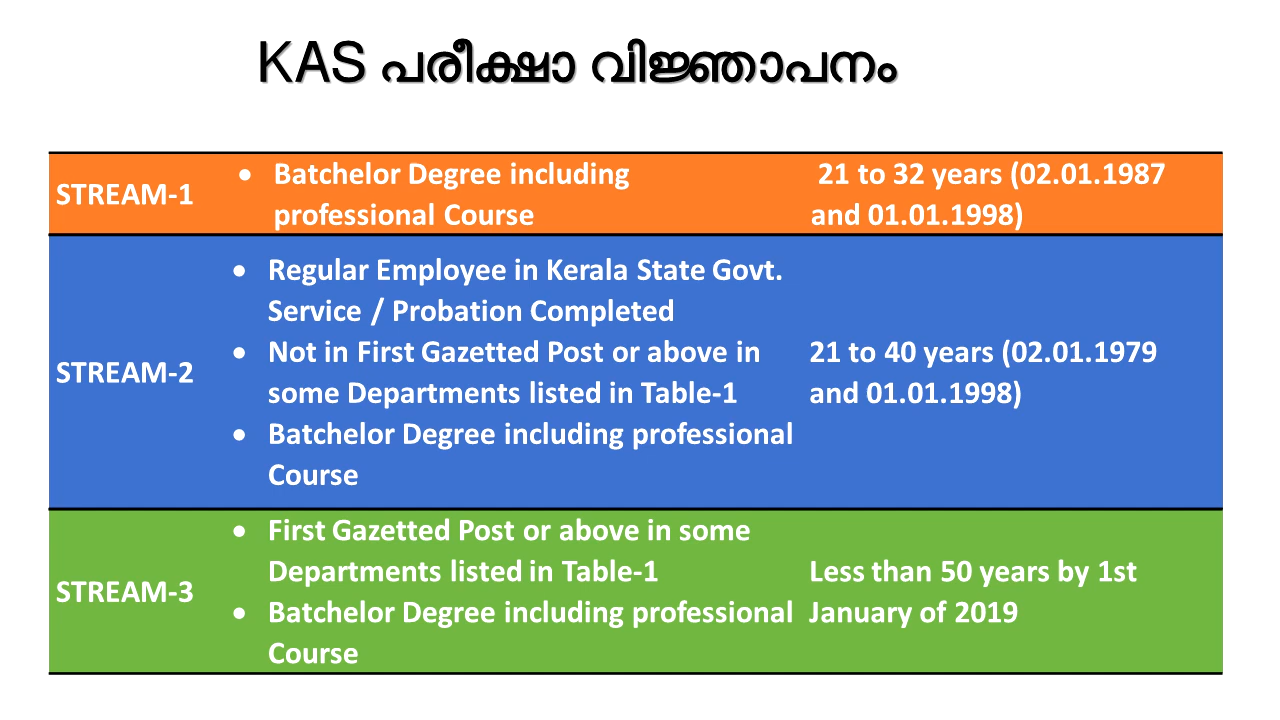 KAS പരീക്ഷാ വിജ്ഞാപനം
STREAM-1
• Batchelor Degree including
professional Course
21 to 32 years (02.01.1987
and 01.01.1998)
STREAM-2
• Regular Employee in Kerala State Govt.
Service / Probation Completed
• Not in First Gazetted Post or above in
some Departments listed in Table-1
• Batchelor Degree including professional
Course
21 to 40 years (02.01.1979
and 01.01.1998)
STREAM-3
• First Gazetted Post or above in some
Departments listed in Table-1
• Batchelor Degree including professional
Course
Less than 50 years by 1st
January of 2019